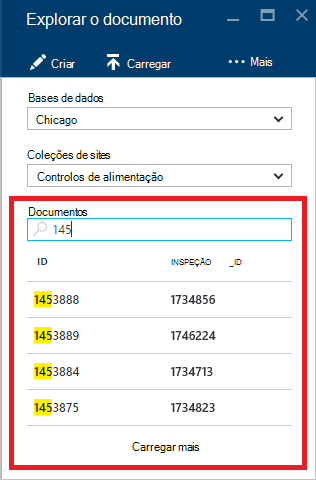 Explorar o documento
Criar Carregar Mais
Bases de dados
Chicago
Coleções de sites
Controlos de alimentação
Documentos
145
ID INSPEÇÃO _ID
1453888 1734856
1453889 1746224
1453884 1734713
1453875 1734823
Carregar mais